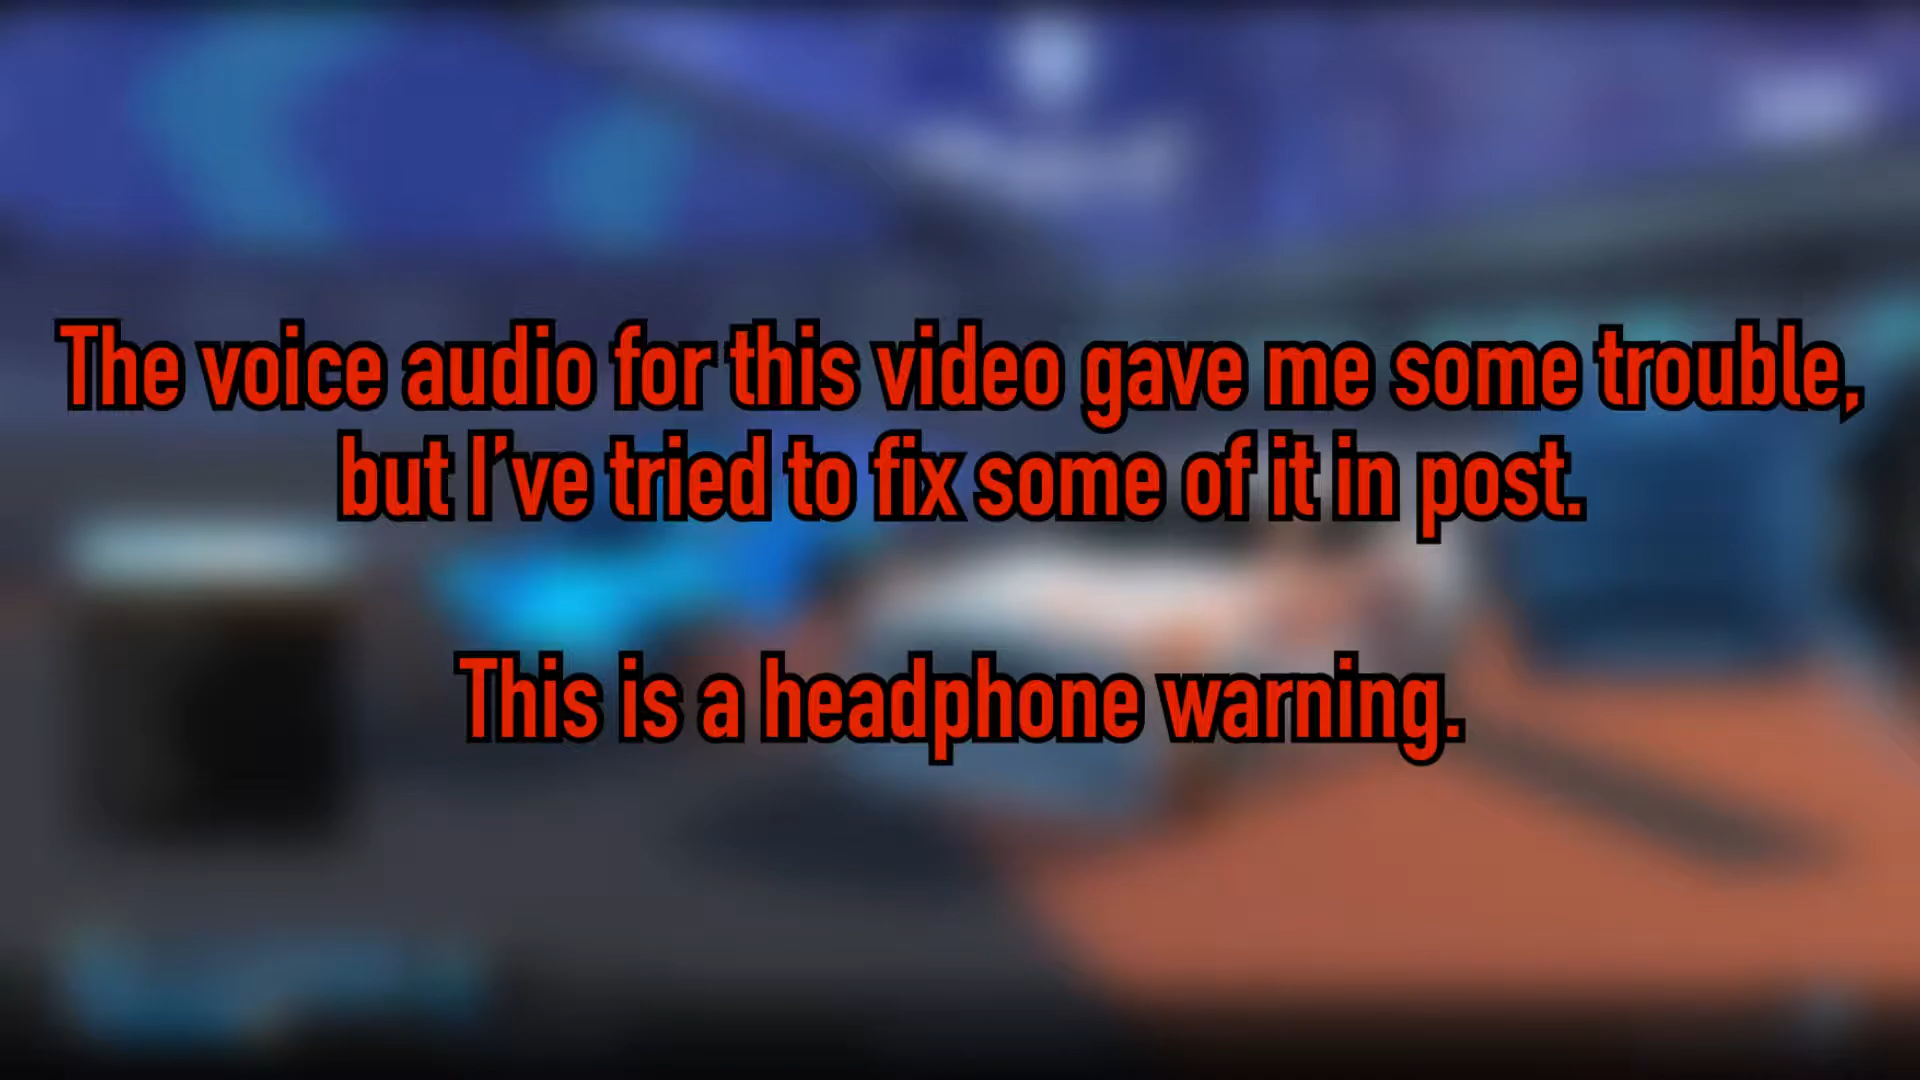 The voice audio for this video gave me some trouble,
but I've tried to fix some of it in post.
This is a headphone warning.